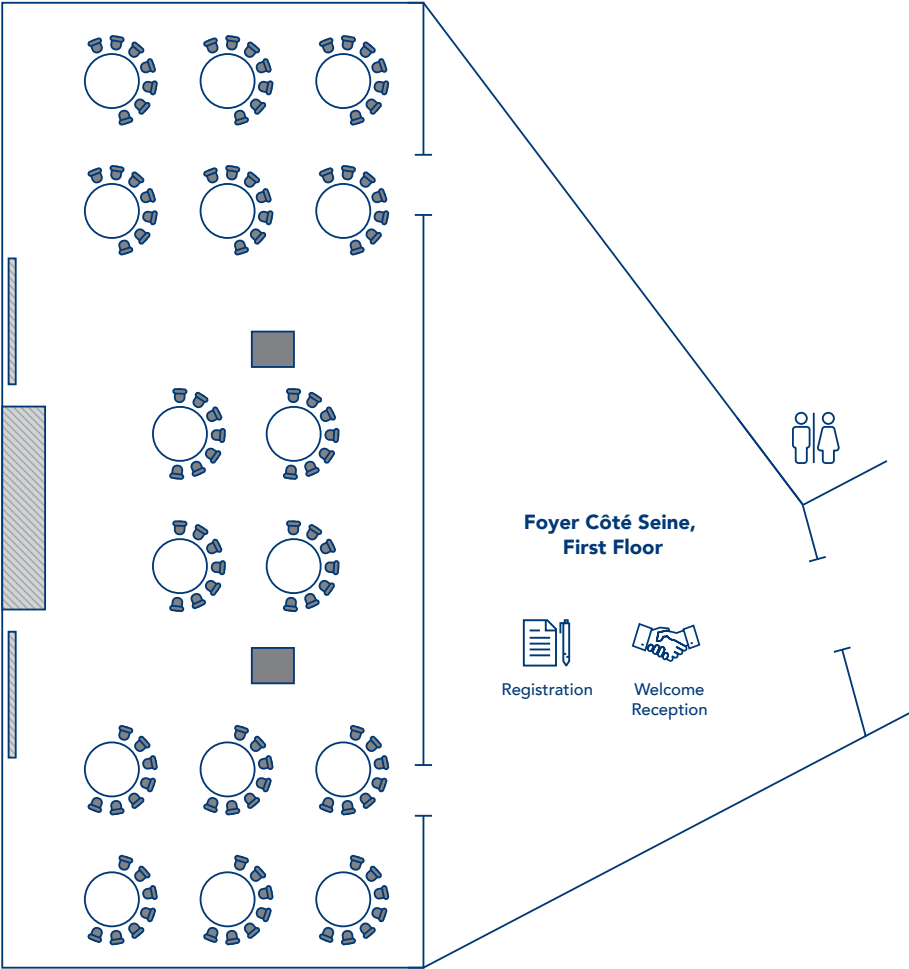 Foyer Côté Seine,
First Floor
Registration
Welcome
Reception